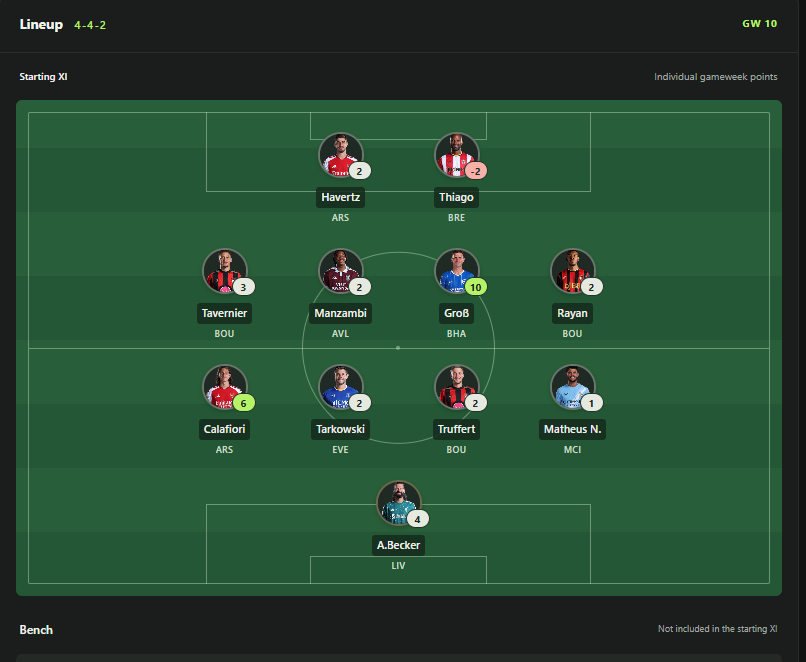 Lineup 4-4-2 GW 10
Starting XI Individual gameweek points
2 -2
Havertz Thiago
ARS BRE
3 2 10 2
Tavernier Manzambi Groß Rayan
BOU AVL BHA BOU
6 2 2 1
Calafiori Tarkowski Truffert Matheus N.
ARS EVE BOU MCI
4
A.Becker
LIV
Bench Not included in the starting XI